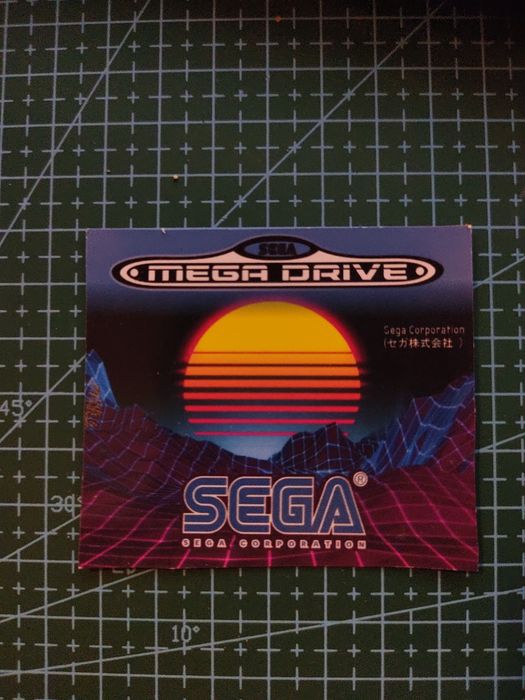 SEGA
MEGA DRIVE
Sega Corporation
(セガ株式会社 )
45°
SEGA®
30°
SEGA CORPORATION
10°